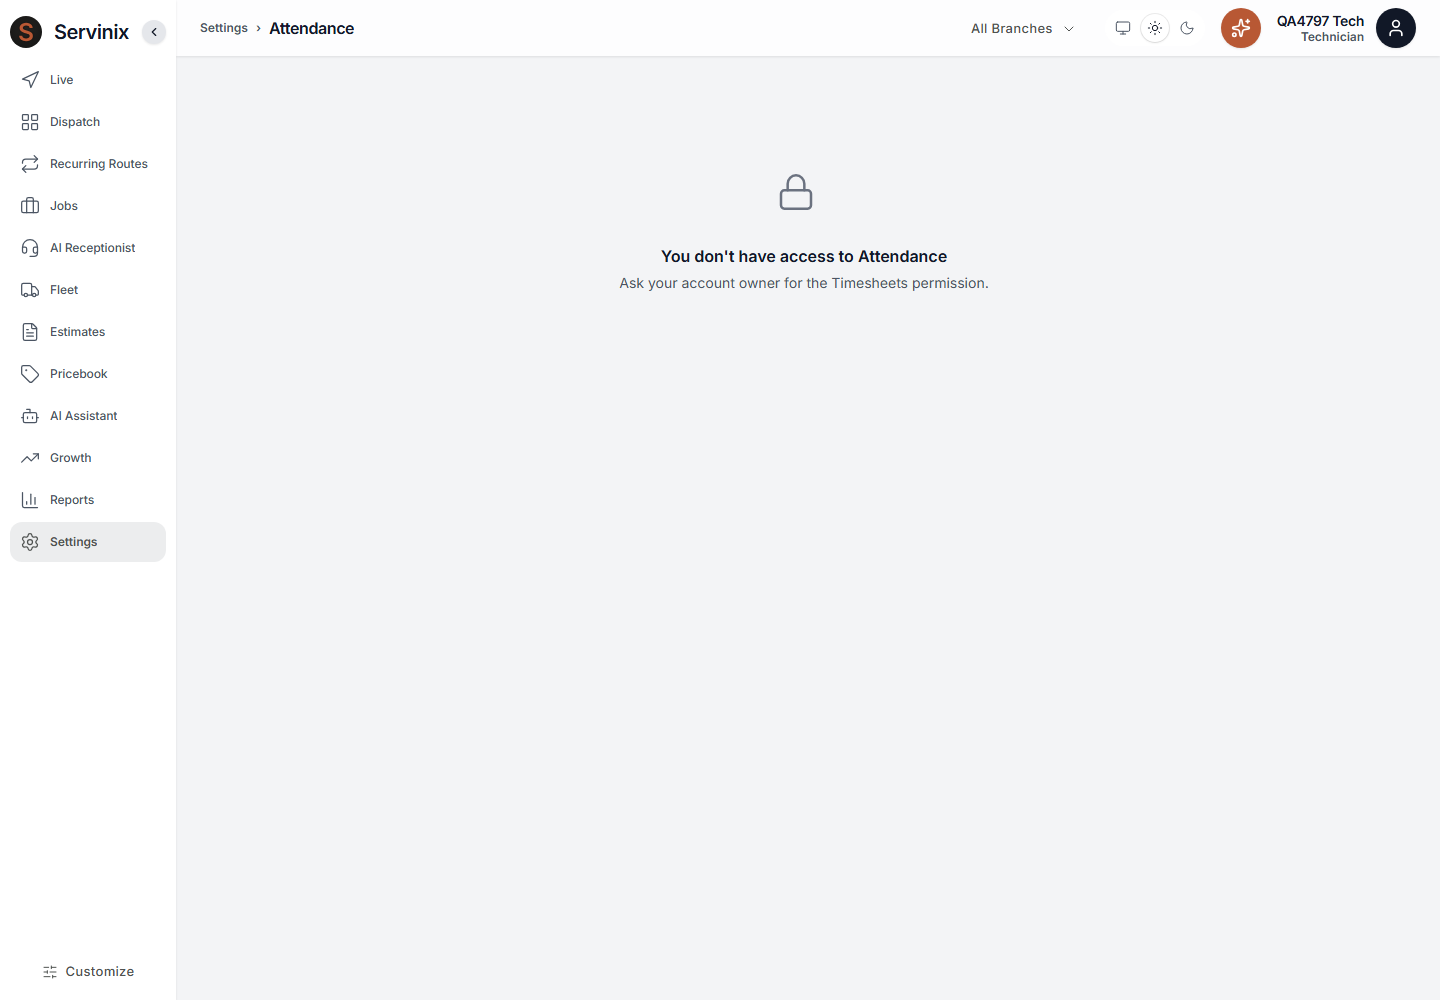 S Servinix
Settings › Attendance
All Branches
QA4797 Tech
Technician
Live
Dispatch
Recurring Routes
Jobs
AI Receptionist
Fleet
Estimates
Pricebook
AI Assistant
Growth
Reports
Settings
You don't have access to Attendance
Ask your account owner for the Timesheets permission.
Customize